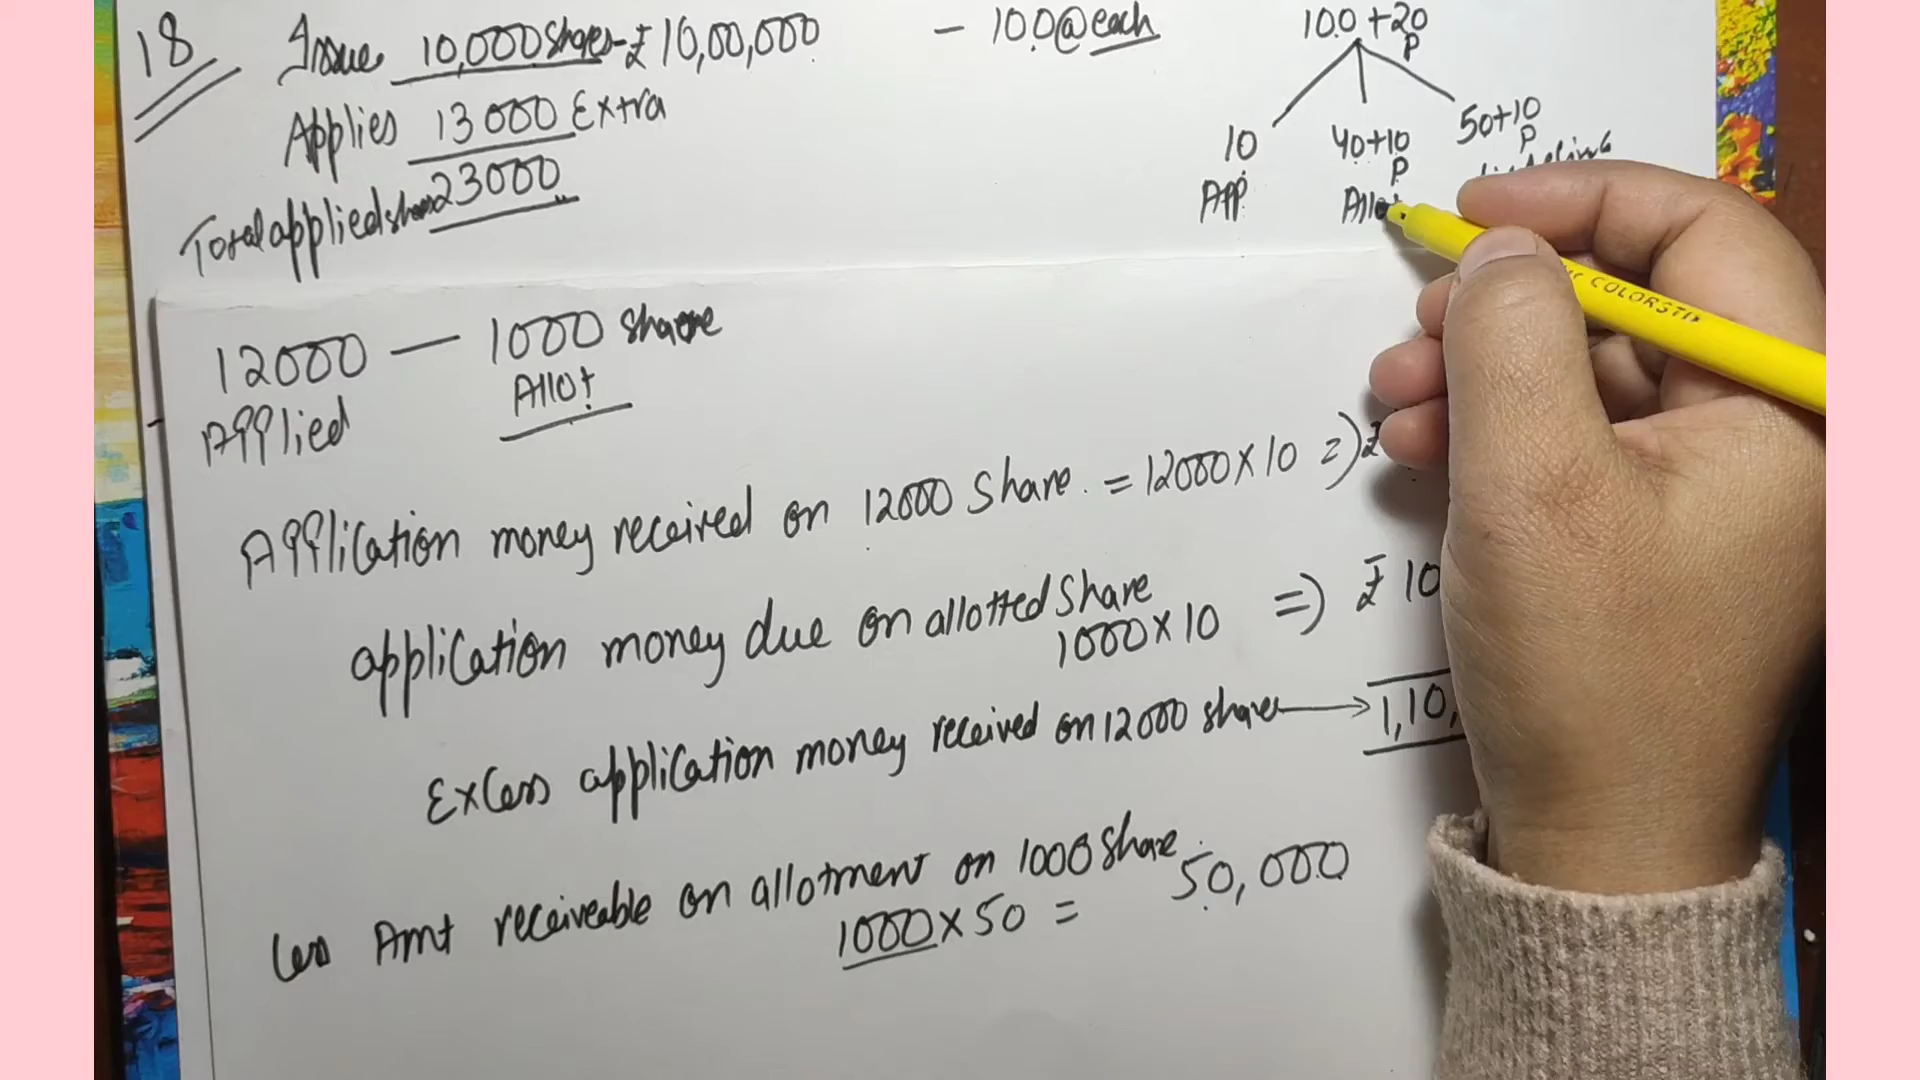 18 Issue 10,000 Shares - ₹ 10,00,000 - 100@each
Applies 13000 Extra
Total applied share 23000
100 + 20
P
10 40+10 50+10
P P
App Allot
12000 — 1000 share
Applied Allot
Application money received on 12000 Share. = 12000 × 10 =) ₹
application money due on allotted Share
1000 × 10 =) ₹ 10
Excess application money received on 12000 shares → 1,10,
Less Amt receiveable on allotment on 1000 Share.
1000 × 50 = 50,000
COLORSTIX